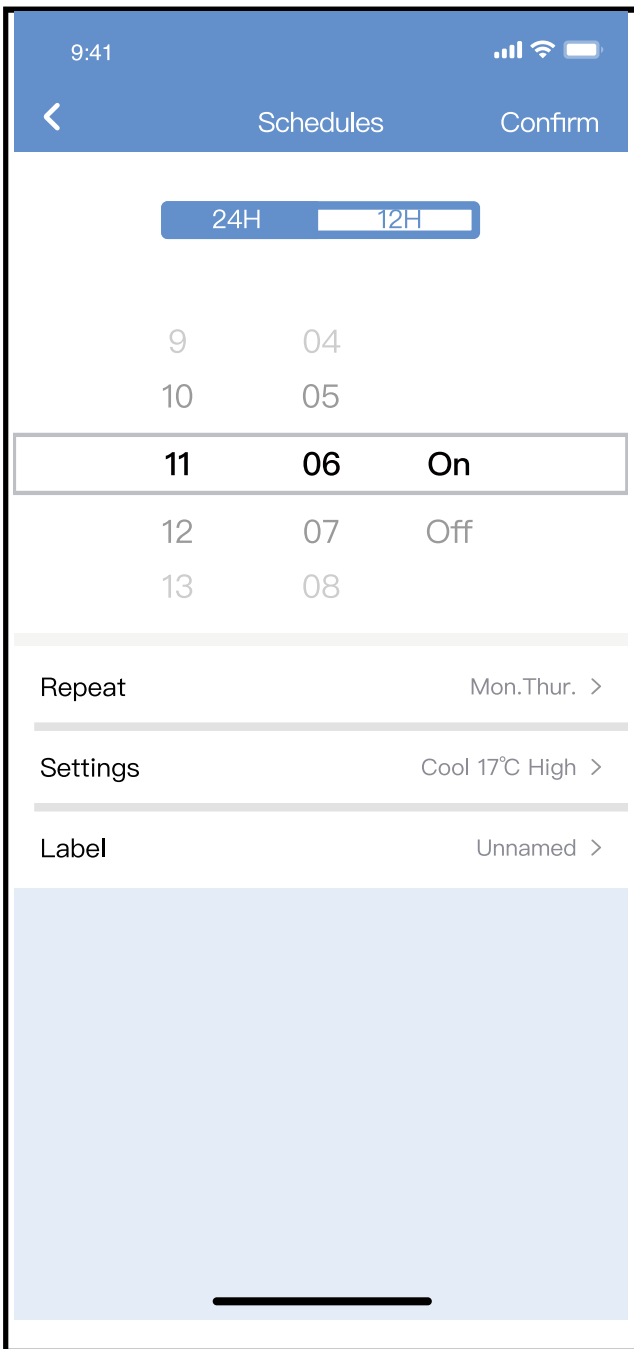 9:41
Schedules Confirm
24H 12H
9 04
10 05
11 06 On
12 07 Off
13 08
Repeat Mon.Thur. >
Settings Cool 17℃ High >
Label Unnamed >